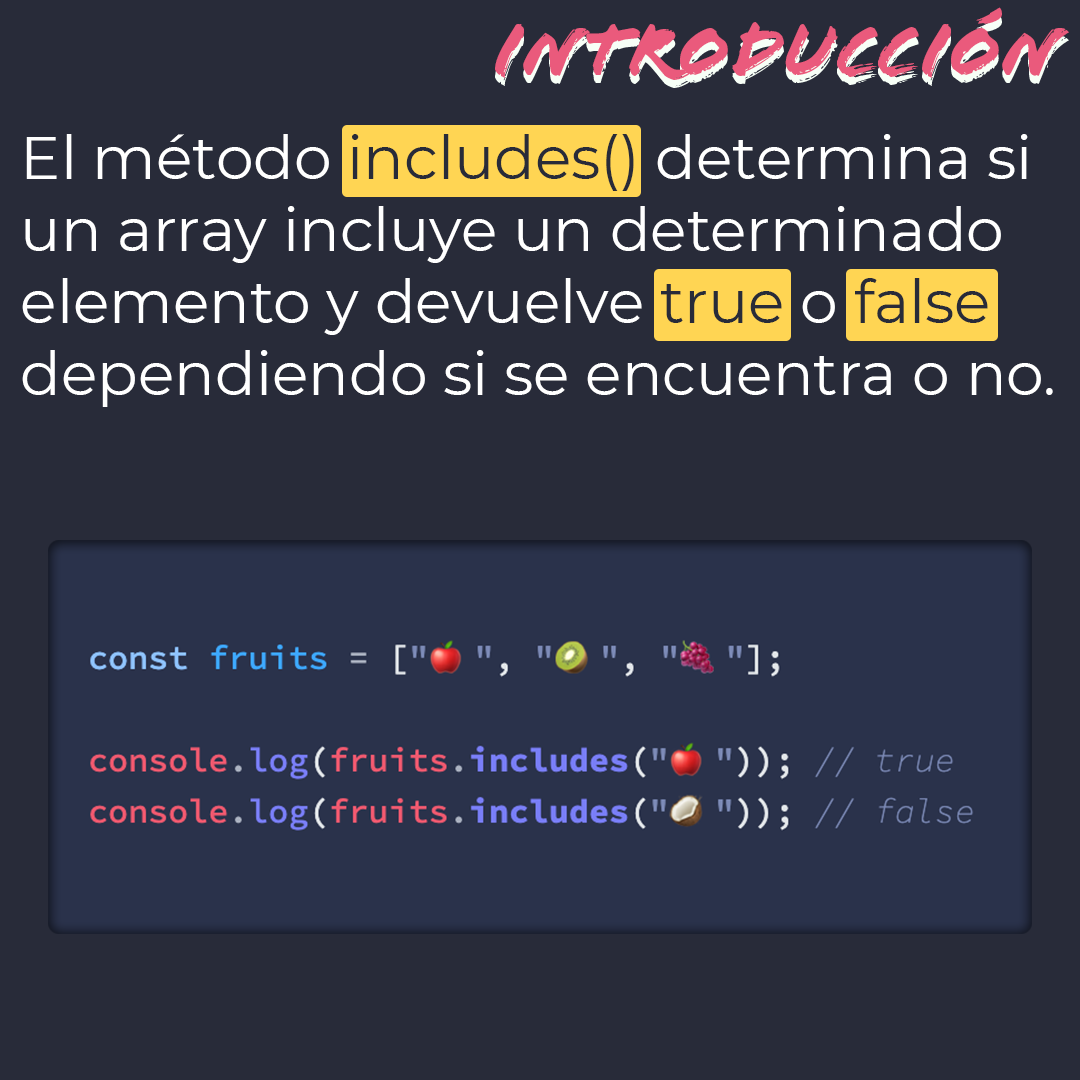 INTRODUCCIÓN
El método includes() determina si
un array incluye un determinado
elemento y devuelve true o false
dependiendo si se encuentra o no.
const fruits = ["🍎 ", "🥝 ", "🍇 "];
console.log(fruits.includes("🍎 ")); // true
console.log(fruits.includes("🥥 ")); // false